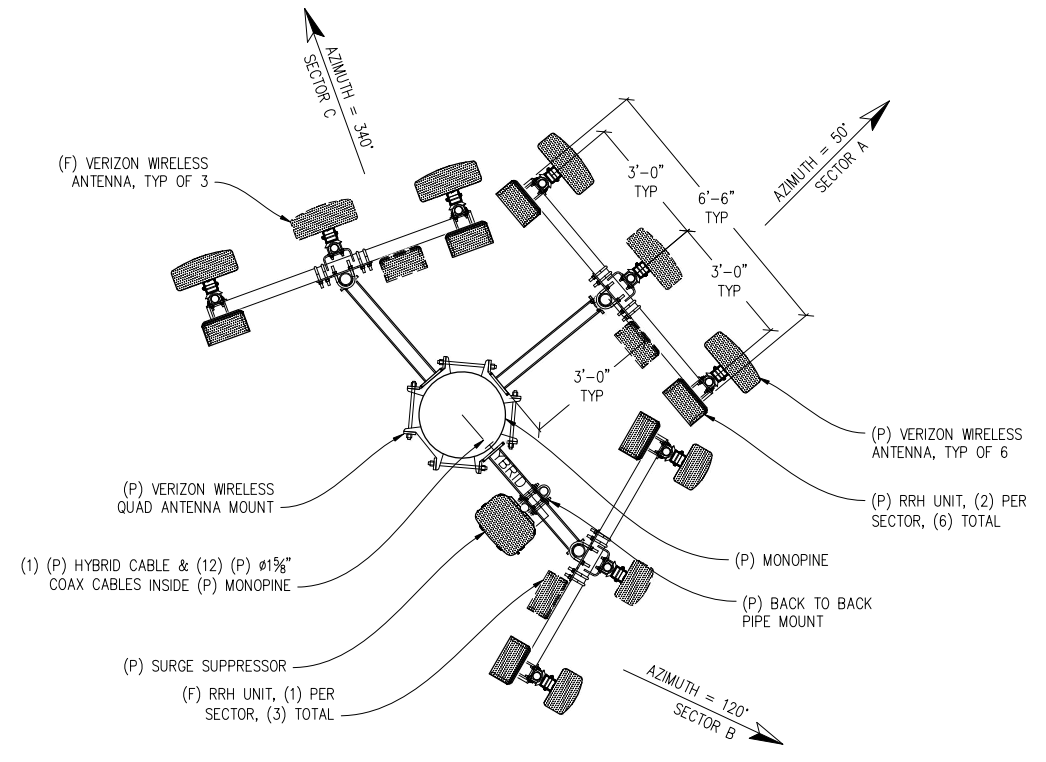 AZIMUTH = 340°
SECTOR C
AZIMUTH = 50°
SECTOR A
(F) VERIZON WIRELESS
ANTENNA, TYP OF 3
3'-0"
TYP
6'-6"
TYP
3'-0"
TYP
3'-0"
TYP
(P) VERIZON WIRELESS
ANTENNA, TYP OF 6
(P) VERIZON WIRELESS
QUAD ANTENNA MOUNT
HYBRID
(P) RRH UNIT, (2) PER
SECTOR, (6) TOTAL
(1) (P) HYBRID CABLE & (12) (P) ø1⅝"
COAX CABLES INSIDE (P) MONOPINE
(P) MONOPINE
(P) BACK TO BACK
PIPE MOUNT
(P) SURGE SUPPRESSOR
(F) RRH UNIT, (1) PER
SECTOR, (3) TOTAL
AZIMUTH = 120°
SECTOR B